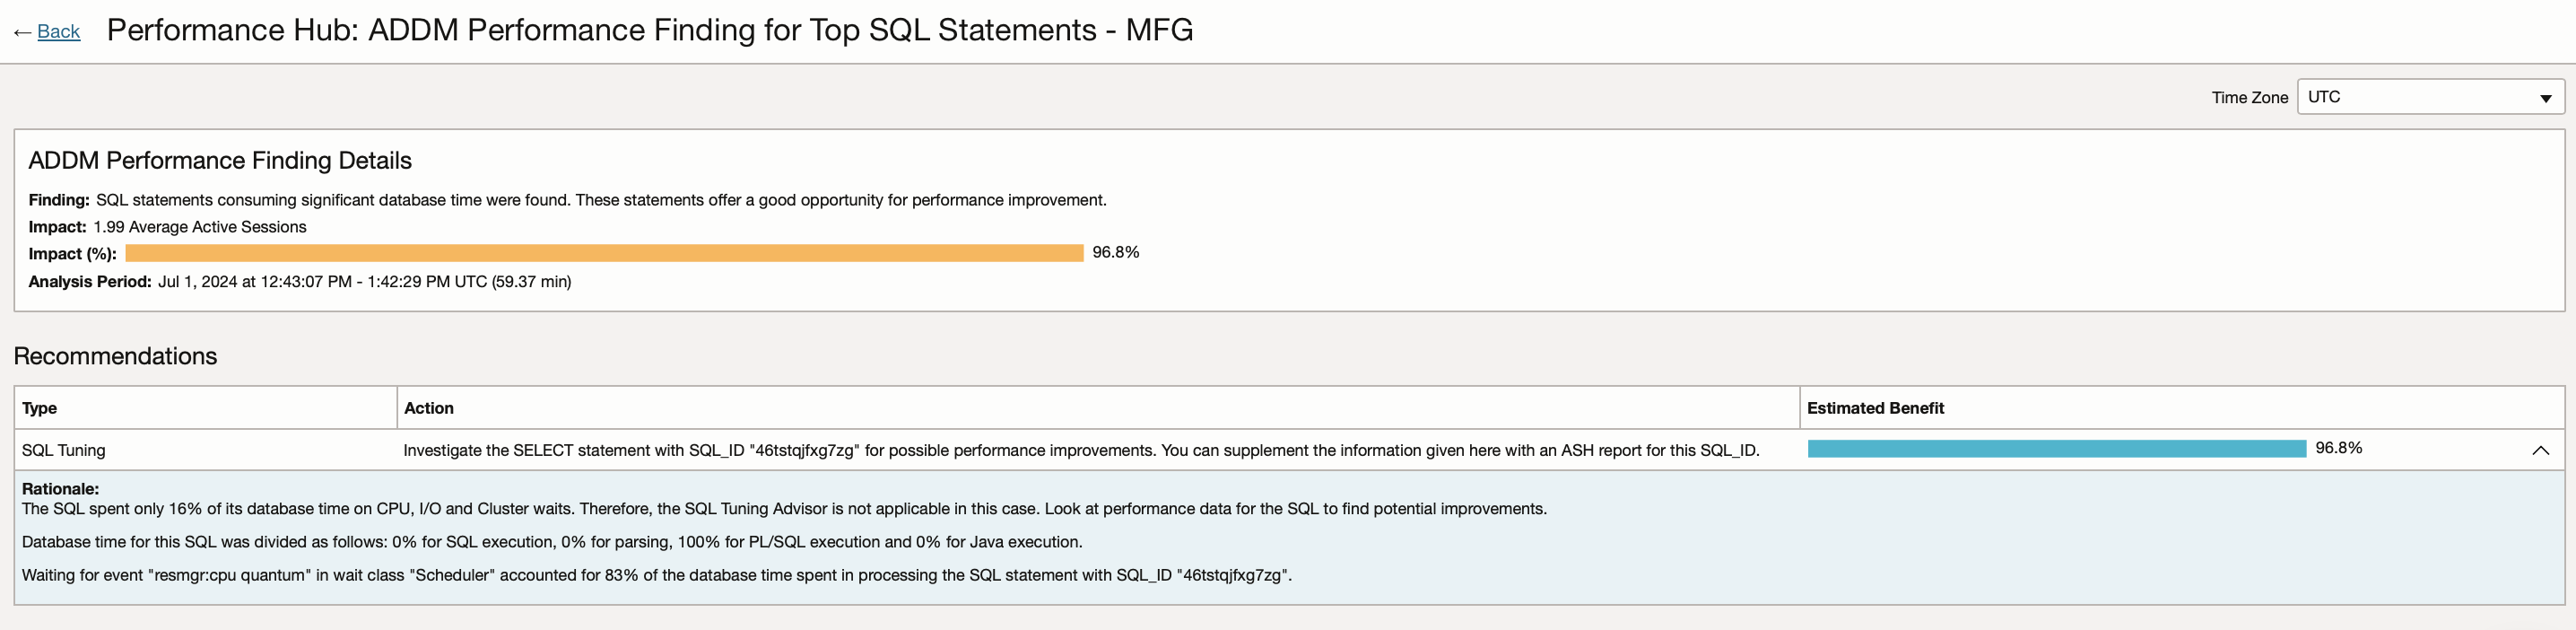 ← Back Performance Hub: ADDM Performance Finding for Top SQL Statements - MFG
Time Zone UTC
ADDM Performance Finding Details
Finding: SQL statements consuming significant database time were found. These statements offer a good opportunity for performance improvement.
Impact: 1.99 Average Active Sessions
Impact (%): 96.8%
Analysis Period: Jul 1, 2024 at 12:43:07 PM - 1:42:29 PM UTC (59.37 min)
Recommendations
Type Action Estimated Benefit
SQL Tuning Investigate the SELECT statement with SQL_ID "46tstqjfxg7zg" for possible performance improvements. You can supplement the information given here with an ASH report for this SQL_ID. 96.8%
Rationale:
The SQL spent only 16% of its database time on CPU, I/O and Cluster waits. Therefore, the SQL Tuning Advisor is not applicable in this case. Look at performance data for the SQL to find potential improvements.
Database time for this SQL was divided as follows: 0% for SQL execution, 0% for parsing, 100% for PL/SQL execution and 0% for Java execution.
Waiting for event "resmgr:cpu quantum" in wait class "Scheduler" accounted for 83% of the database time spent in processing the SQL statement with SQL_ID "46tstqjfxg7zg".